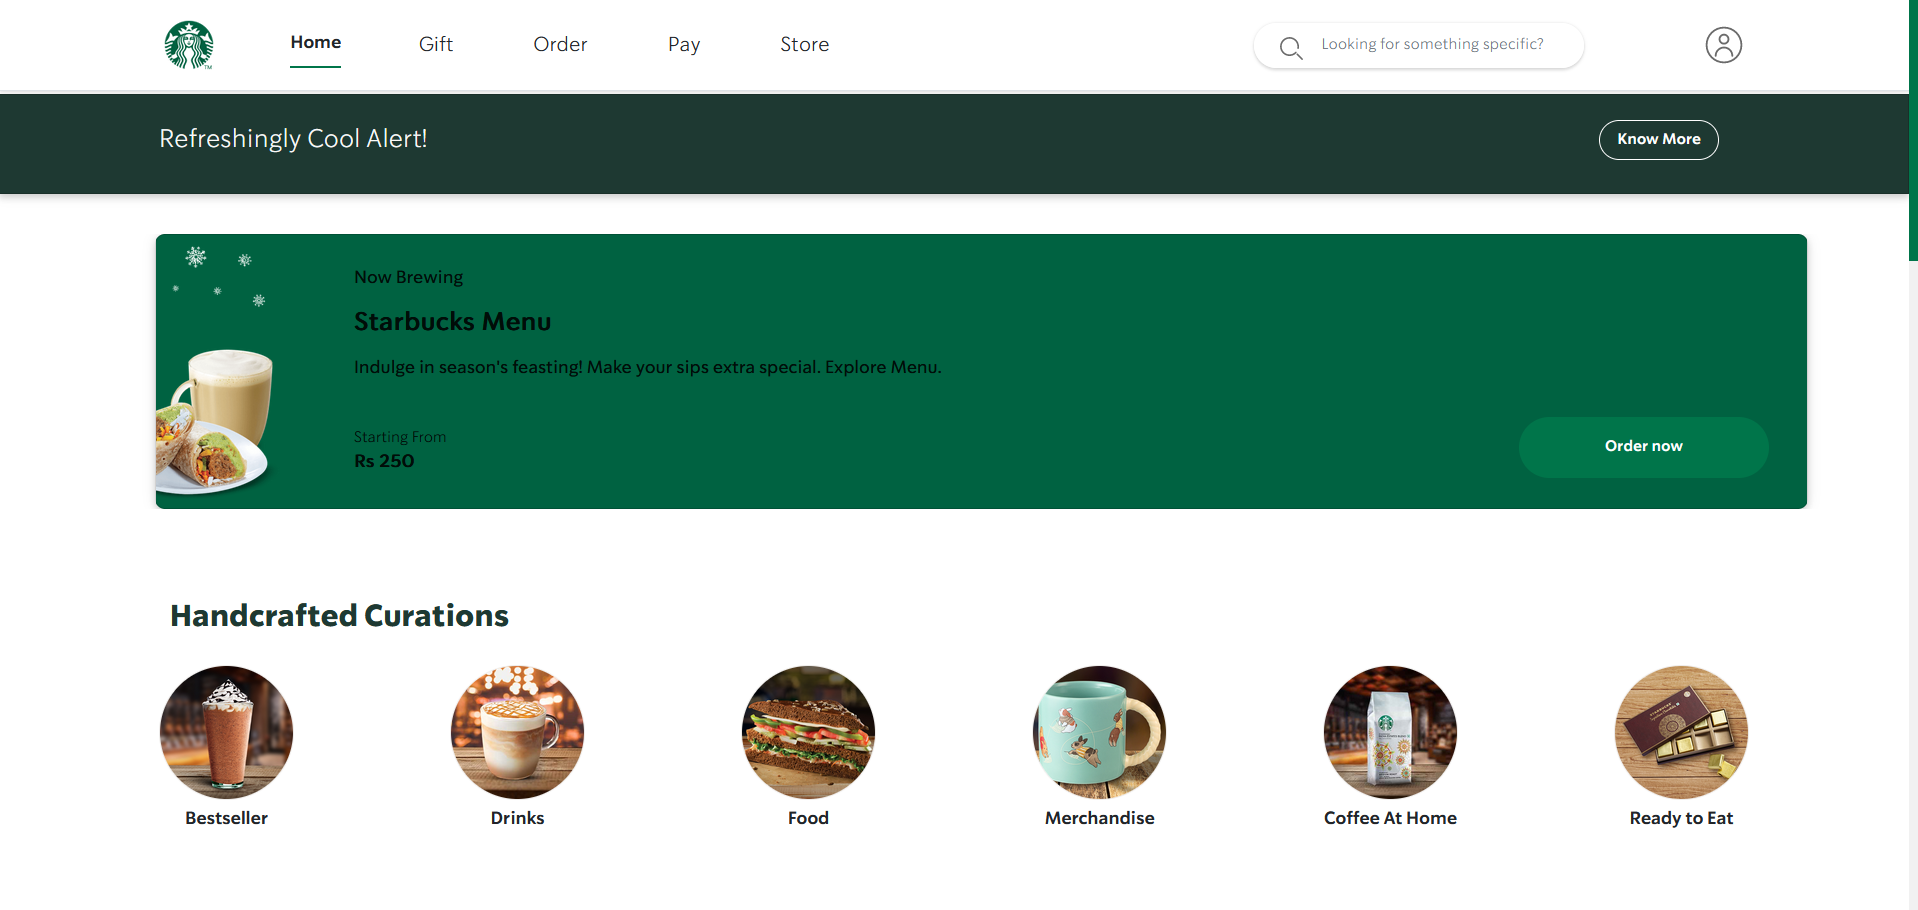 Home
Gift
Order
Pay
Store
Looking for something specific?
TM
Refreshingly Cool Alert!
Know More
Now Brewing
Starbucks Menu
Indulge in season's feasting! Make your sips extra special. Explore Menu.
Starting From
Rs 250
Order now
Handcrafted Curations
Bestseller
Drinks
Food
Merchandise
Coffee At Home
Ready to Eat